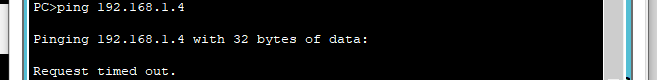 PC>ping 192.168.1.4
Pinging 192.168.1.4 with 32 bytes of data:
Request timed out.